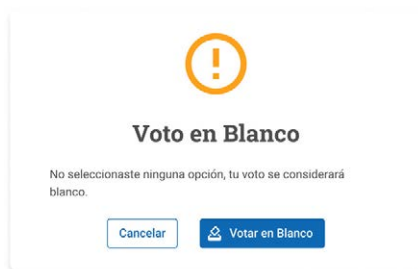 Voto en Blanco
No seleccionaste ninguna opción, tu voto se considerará
blanco.
Cancelar
Votar en Blanco